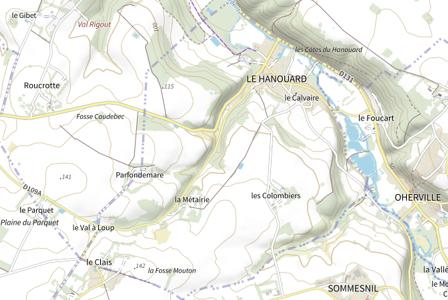 le Gibet
Val Rigout
les Côtes du Hanouard
LE HANOUARD
D131
Roucrotte
115
le Calvaire
Fosse Caudebec
le Foucart
Parfondemare
141
D109A
la Métairie
les Colombiers
OHERVILLE
le Parquet
Plaine du Parquet
le Val à Loup
le Clais
142
la Fosse Mouton
la Vallé
SOMMESNIL